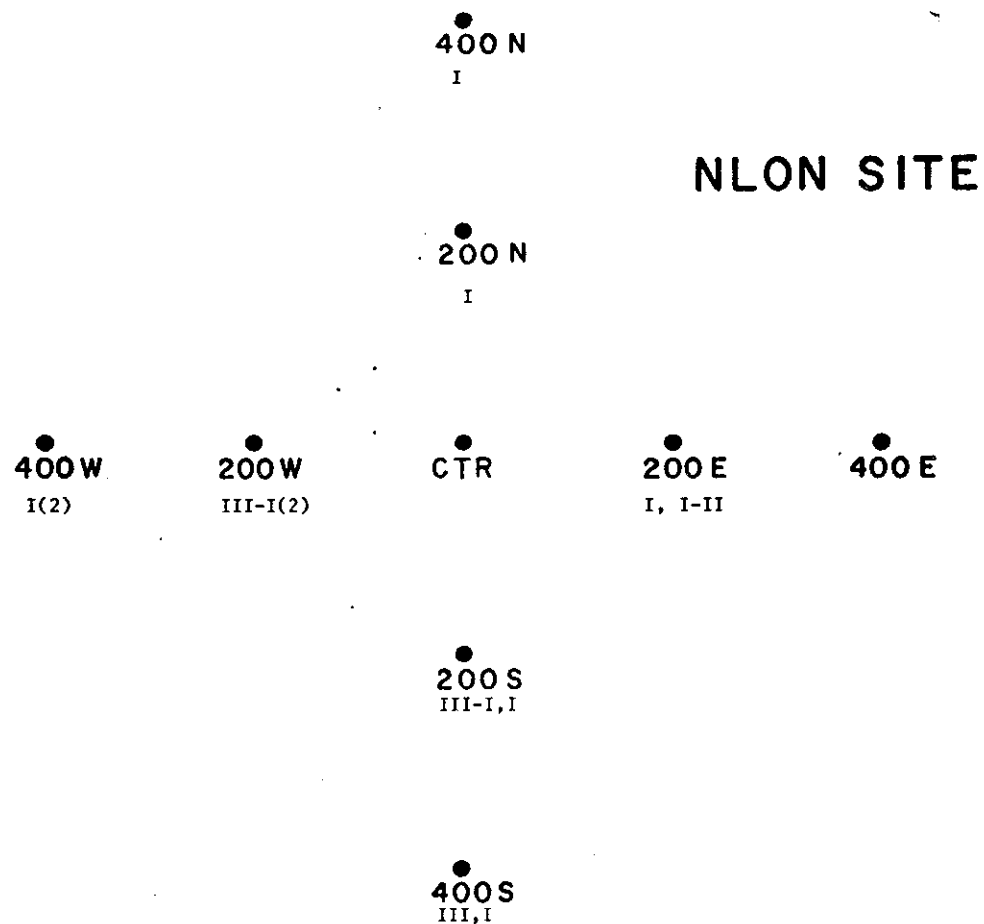 400 N
I
NLON SITE
200 N
I
400 W
200 W
CTR
200 E
400 E
I(2)
III-I(2)
I, I-II
200 S
III-I,I
400 S
III,I